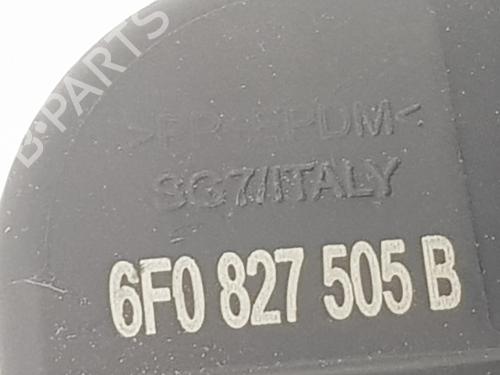 B-PARTS
>PP+EPDM<
SG7/ITALY
6F0 827 505 B